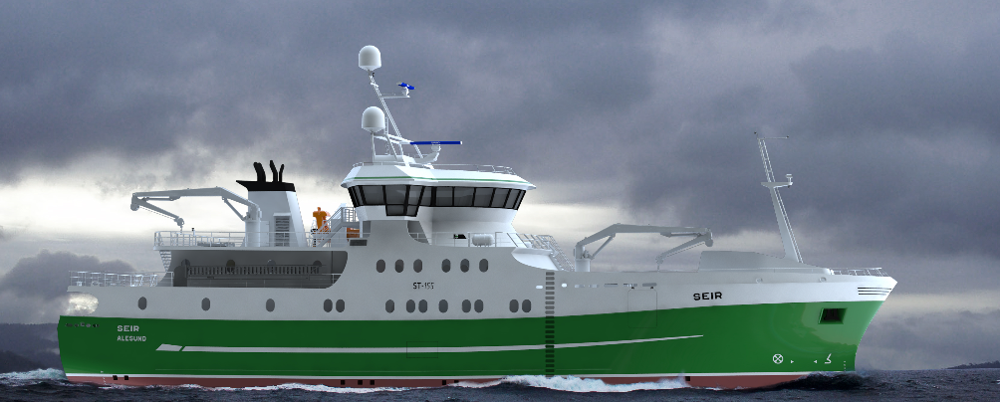 ST-155
SEIR
SEIR
ALESUND